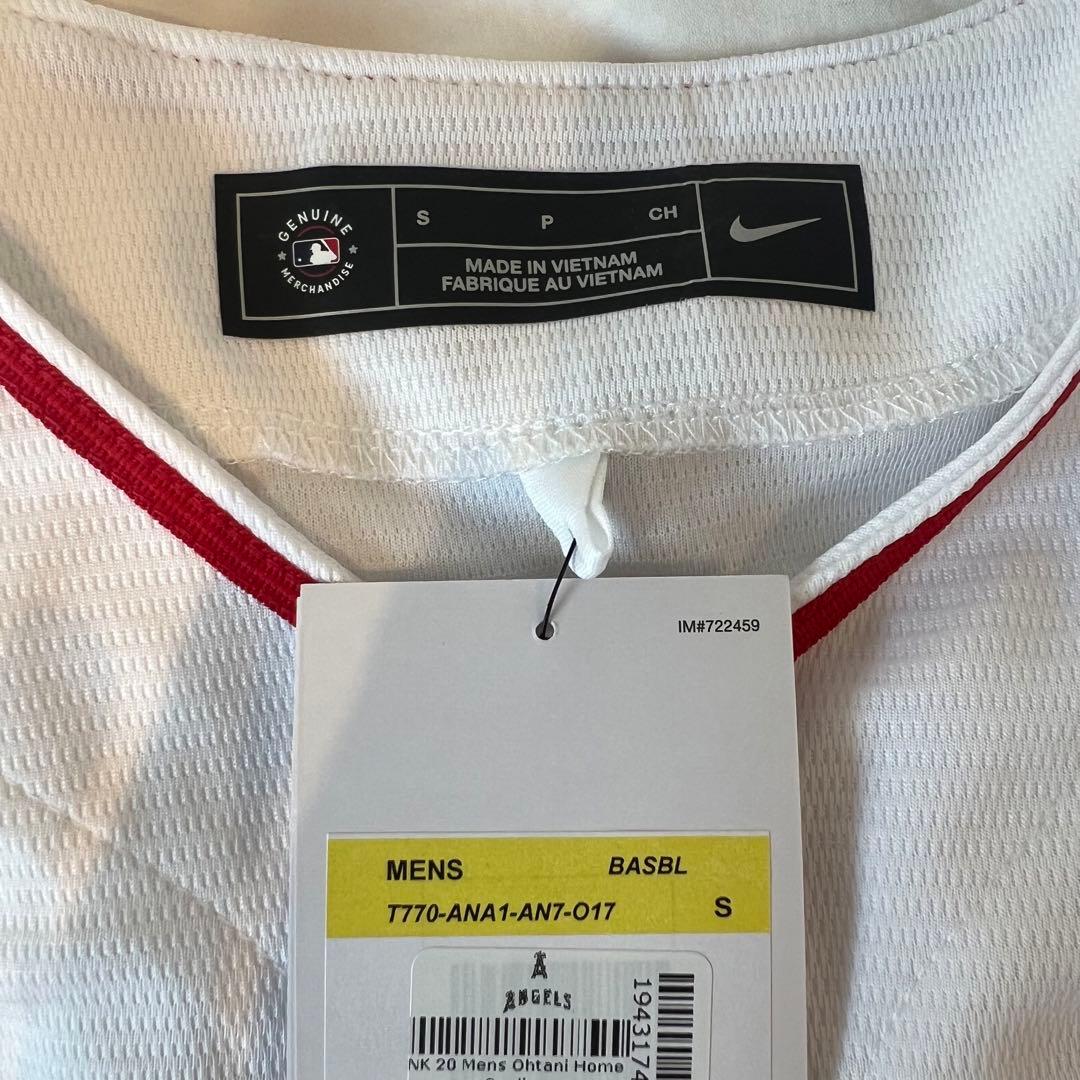 GENUINE
MERCHANDISE
S P CH
MADE IN VIETNAM
FABRIQUE AU VIETNAM
IM#722459
MENS BASBL
T770-ANA1-AN7-O17 S
A
ANGELS
NK 20 Mens Ohtani Home
1943174